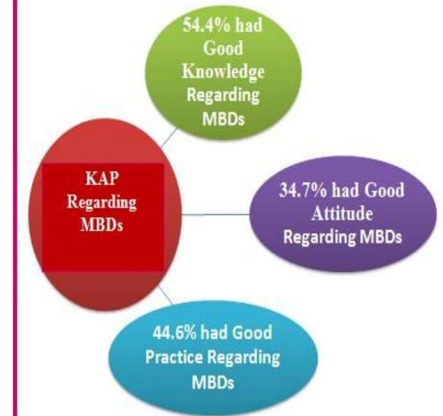 54.4% had
Good
Knowledge
Regarding
MBDs
KAP
Regarding
MBDs
34.7% had Good
Attitude
Regarding MBDs
44.6% had Good
Practice Regarding
MBDs